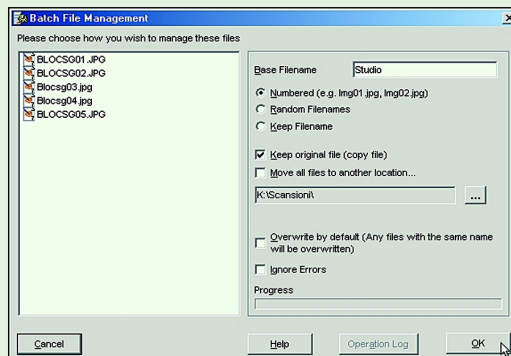 Batch File Management
Please choose how you wish to manage these files
BLOCSG01.JPG
BLOCSG02.JPG
Blocsg03.jpg
Blocsg04.jpg
BLOCSG05.JPG
Base Filename
Studio
Numbered (e.g. Img01.jpg, Img02.jpg)
Random Filenames
Keep Filename
Keep original file (copy file)
Move all files to another location...
K:\Scansioni\
...
Overwrite by default (Any files with the same name
will be overwritten)
Ignore Errors
Progress
Cancel
Help
Operation Log
OK